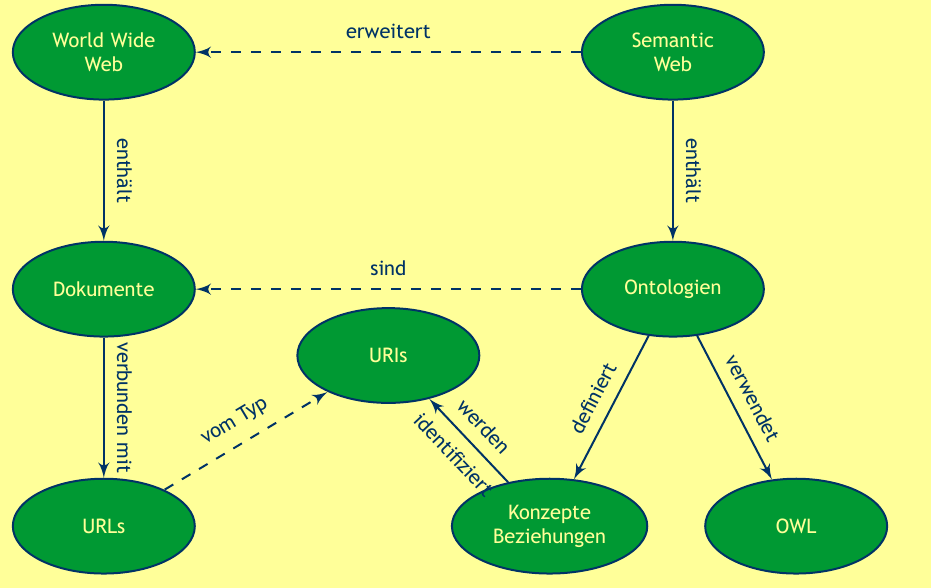 World Wide
Web
erweitert
Semantic
Web
enthält
enthält
Dokumente
sind
Ontologien
URIs
verbunden mit
vom Typ
werden
identifiziert
definiert
verwendet
URLs
Konzepte
Beziehungen
OWL